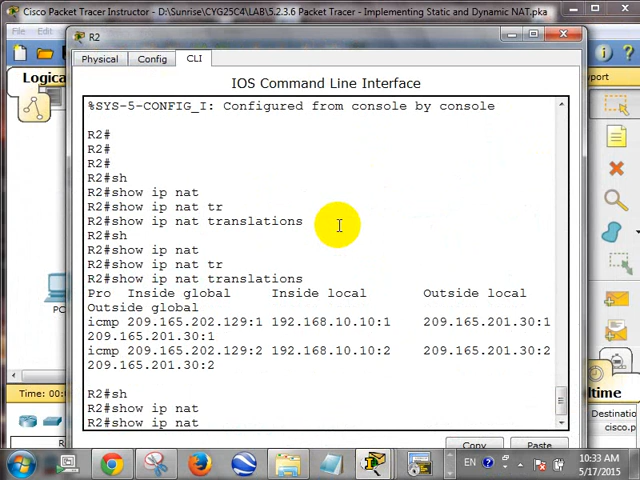 Cisco Packet Tracer Instructor - D:\Sunrise\CYG25C4\LAB\5.2.3.6 Packet Tracer - Implementing Static and Dynamic NAT.pka
File
R2
Physical Config CLI
Logical
IOS Command Line Interface
%SYS-5-CONFIG_I: Configured from console by console
R2#
R2#
R2#
R2#sh
R2#show ip nat
R2#show ip nat tr
R2#show ip nat translations
R2#sh
R2#show ip nat
R2#show ip nat tr
R2#show ip nat translations
Pro Inside global Inside local Outside local
Outside global
icmp 209.165.202.129:1 192.168.10.10:1 209.165.201.30:1
209.165.201.30:1
icmp 209.165.202.129:2 192.168.10.10:2 209.165.201.30:2
209.165.201.30:2
R2#sh
R2#show ip nat
R2#show ip nat
Copy Paste
PC
Time: 00:0
ltime
Destinatio
cisco.p
EN
10:33 AM
5/17/2015